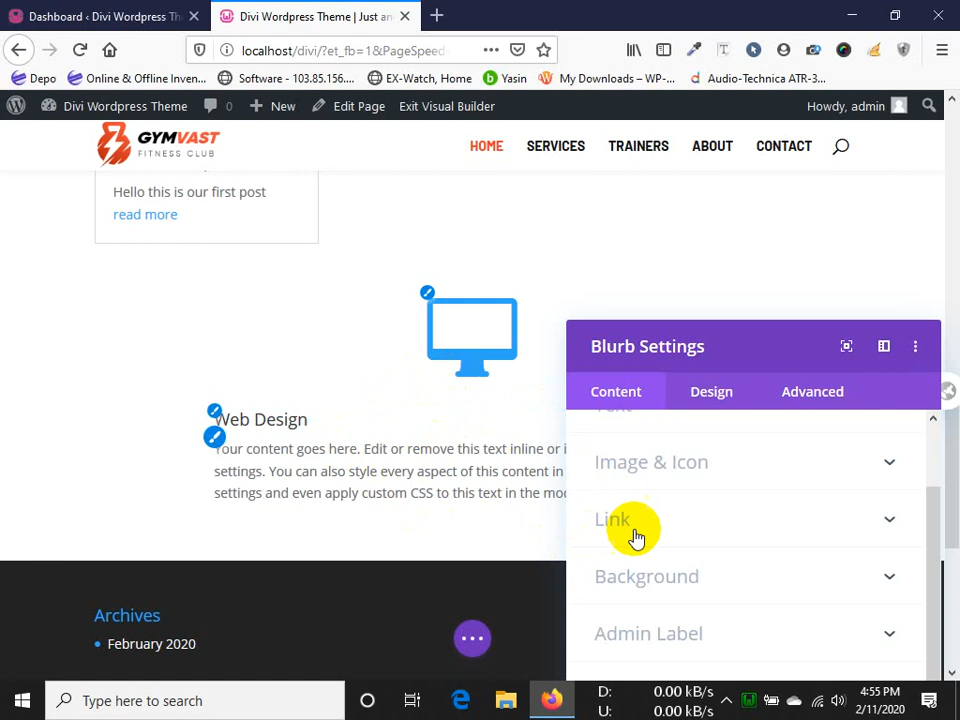 Dashboard ‹ Divi Wordpress Th
Divi Wordpress Theme | Just an
localhost/divi/?et_fb=1&PageSpeed
Depo
Online & Offline Inven...
Software - 103.85.156....
EX-Watch, Home
Yasin
My Downloads – WP-...
Audio-Technica ATR-3...
Divi Wordpress Theme
0
New
Edit Page
Exit Visual Builder
Howdy, admin
GYMVAST
FITNESS CLUB
HOME
SERVICES
TRAINERS
ABOUT
CONTACT
Hello this is our first post
read more
Web Design
Your content goes here. Edit or remove this text inline or i
settings. You can also style every aspect of this content in
settings and even apply custom CSS to this text in the mod
Blurb Settings
Content
Design
Advanced
Text
Image & Icon
Link
Background
Admin Label
Archives
February 2020
Type here to search
D: 0.00 kB/s
U: 0.00 kB/s
4:55 PM
2/11/2020